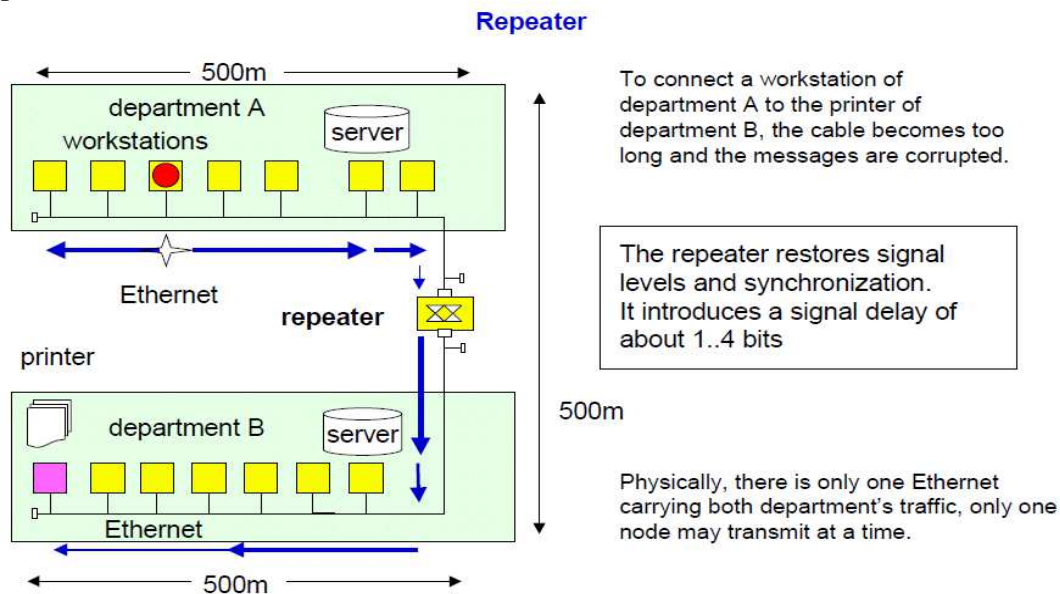 Repeater
500m
department A
workstations
server
Ethernet
repeater
printer
department B
server
Ethernet
500m
500m
To connect a workstation of
department A to the printer of
department B, the cable becomes too
long and the messages are corrupted.
The repeater restores signal
levels and synchronization.
It introduces a signal delay of
about 1..4 bits
Physically, there is only one Ethernet
carrying both department's traffic, only one
node may transmit at a time.